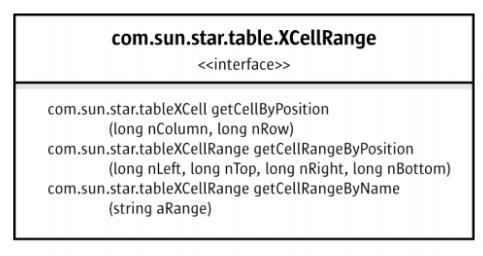 com.sun.star.table.XCellRange
<<interface>>
com.sun.star.tableXCell getCellByPosition
(long nColumn, long nRow)
com.sun.star.tableXCellRange getCellRangeByPosition
(long nLeft, long nTop, long nRight, long nBottom)
com.sun.star.tableXCellRange getCellRangeByName
(string aRange)